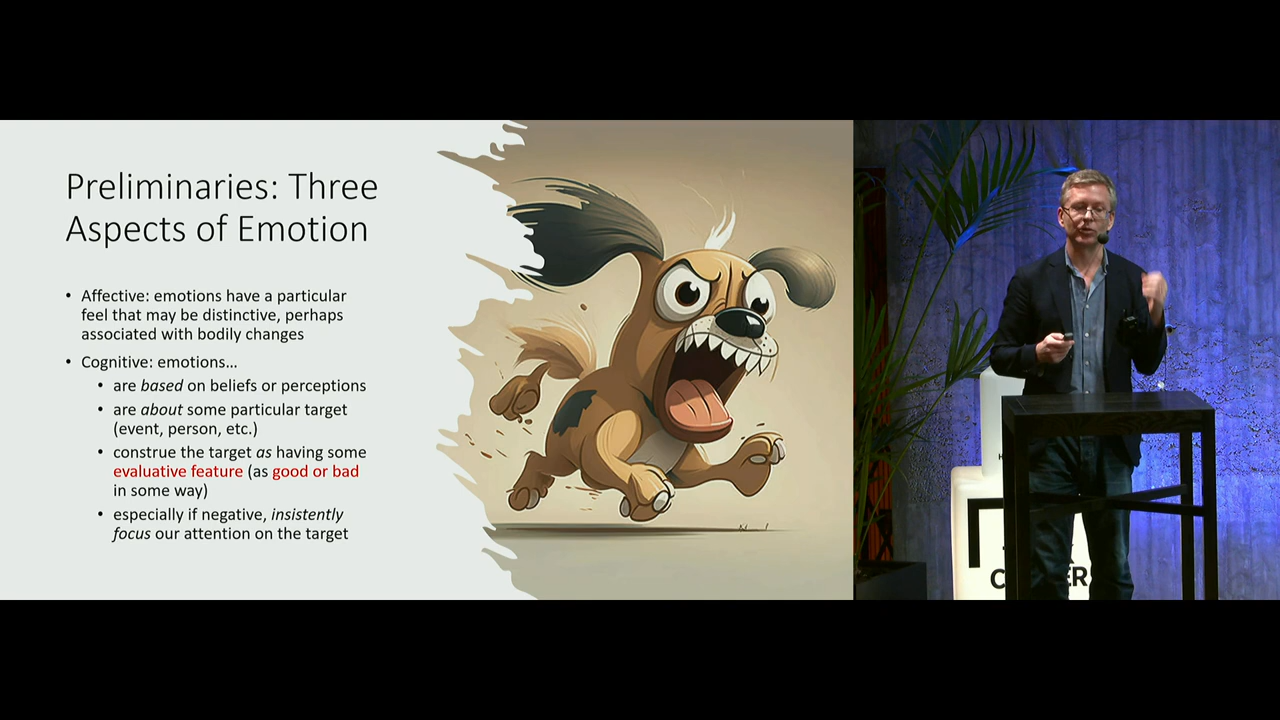 Preliminaries: Three
Aspects of Emotion
• Affective: emotions have a particular
feel that may be distinctive, perhaps
associated with bodily changes
• Cognitive: emotions...
• are based on beliefs or perceptions
• are about some particular target
(event, person, etc.)
• construe the target as having some
evaluative feature (as good or bad
in some way)
• especially if negative, insistently
focus our attention on the target